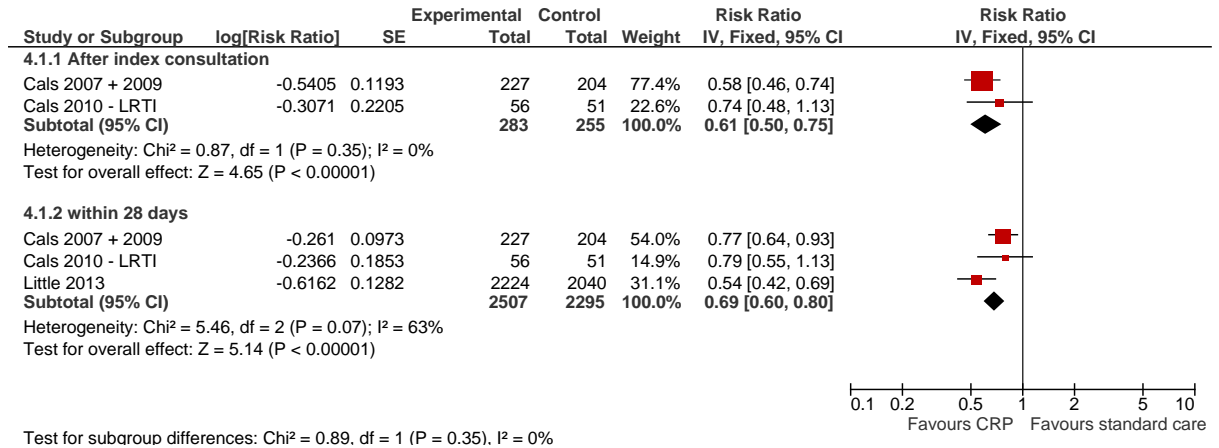 Experimental Control Risk Ratio Risk Ratio
Study or Subgroup log[Risk Ratio] SE Total Total Weight IV, Fixed, 95% CI IV, Fixed, 95% CI
4.1.1 After index consultation
Cals 2007 + 2009 -0.5405 0.1193 227 204 77.4% 0.58 [0.46, 0.74]
Cals 2010 - LRTI -0.3071 0.2205 56 51 22.6% 0.74 [0.48, 1.13]
Subtotal (95% CI) 283 255 100.0% 0.61 [0.50, 0.75]
Heterogeneity: Chi² = 0.87, df = 1 (P = 0.35); I² = 0%
Test for overall effect: Z = 4.65 (P < 0.00001)
4.1.2 within 28 days
Cals 2007 + 2009 -0.261 0.0973 227 204 54.0% 0.77 [0.64, 0.93]
Cals 2010 - LRTI -0.2366 0.1853 56 51 14.9% 0.79 [0.55, 1.13]
Little 2013 -0.6162 0.1282 2224 2040 31.1% 0.54 [0.42, 0.69]
Subtotal (95% CI) 2507 2295 100.0% 0.69 [0.60, 0.80]
Heterogeneity: Chi² = 5.46, df = 2 (P = 0.07); I² = 63%
Test for overall effect: Z = 5.14 (P < 0.00001)
0.1 0.2 0.5 1 2 5 10
Favours CRP Favours standard care
Test for subgroup differences: Chi² = 0.89, df = 1 (P = 0.35), I² = 0%